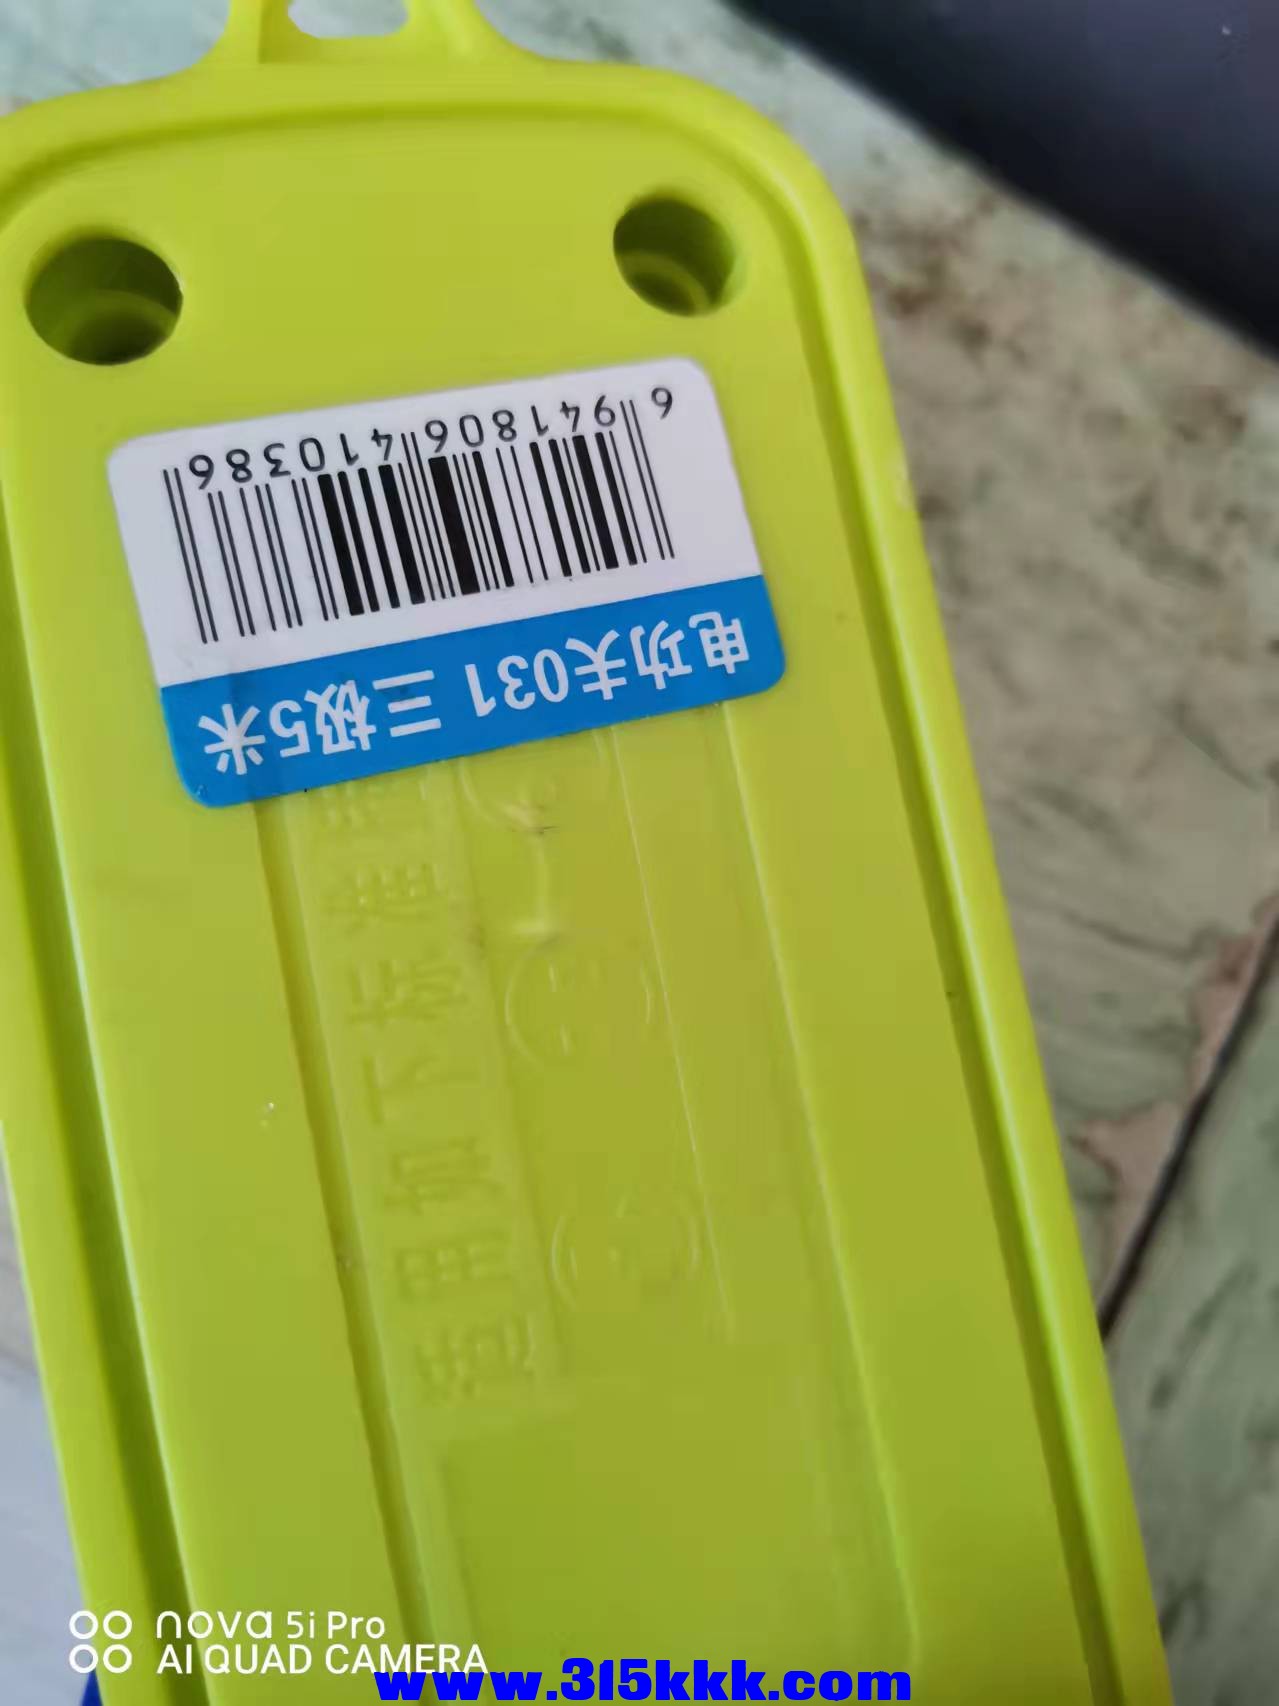 电功夫031 三极5米
6 941806 410386
nova 5i Pro
AI QUAD CAMERA
www.315kkk.com